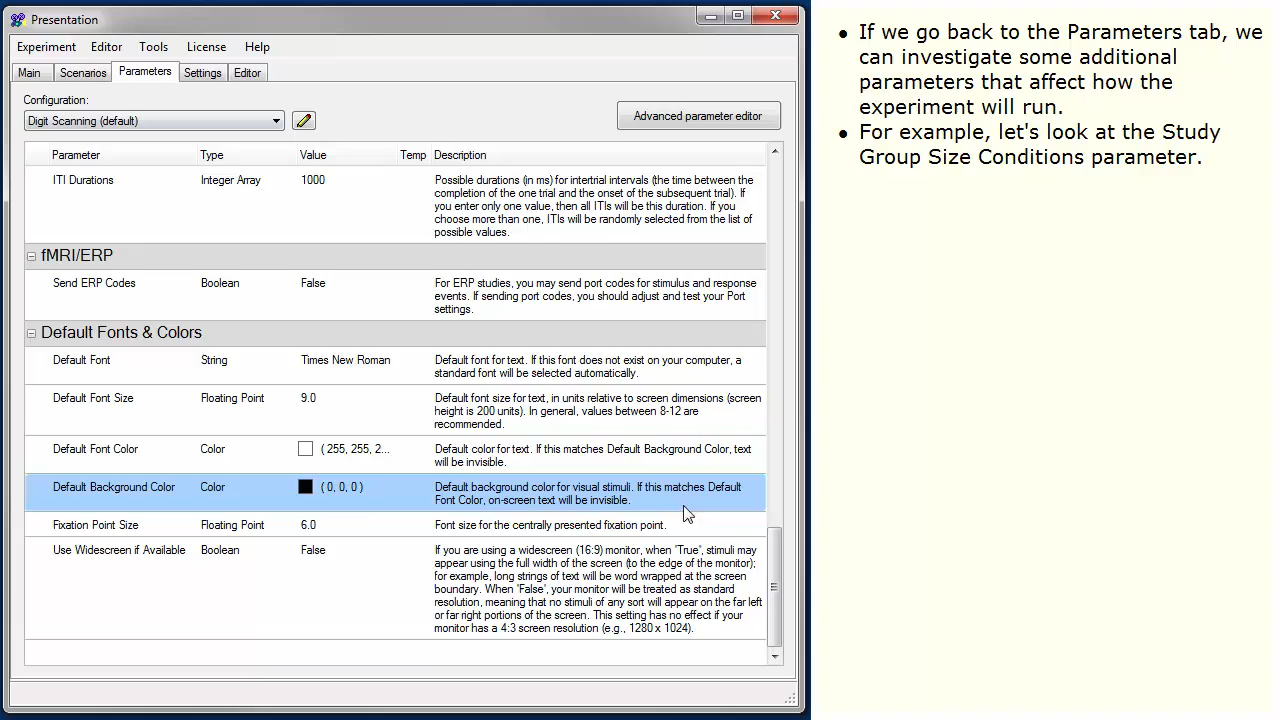 Presentation
Experiment Editor Tools License Help
Main Scenarios Parameters Settings Editor
Configuration:
Digit Scanning (default)
Advanced parameter editor
Parameter Type Value Temp Description
ITI Durations Integer Array 1000 Possible durations (in ms) for intertrial intervals (the time between the
completion of the one trial and the onset of the subsequent trial). If
you enter only one value, then all ITIs will be this duration. If you
choose more than one, ITIs will be randomly selected from the list of
possible values.
fMRI/ERP
Send ERP Codes Boolean False For ERP studies, you may send port codes for stimulus and response
events. If sending port codes, you should adjust and test your Port
settings.
Default Fonts & Colors
Default Font String Times New Roman Default font for text. If this font does not exist on your computer, a
standard font will be selected automatically.
Default Font Size Floating Point 9.0 Default font size for text, in units relative to screen dimensions (screen
height is 200 units). In general, values between 8-12 are
recommended.
Default Font Color Color ( 255, 255, 2... Default color for text. If this matches Default Background Color, text
will be invisible.
Default Background Color Color ( 0, 0, 0 ) Default background color for visual stimuli. If this matches Default
Font Color, on-screen text will be invisible.
Fixation Point Size Floating Point 6.0 Font size for the centrally presented fixation point.
Use Widescreen if Available Boolean False If you are using a widescreen (16:9) monitor, when 'True', stimuli may
appear using the full width of the screen (to the edge of the monitor);
for example, long strings of text will be word wrapped at the screen
boundary. When 'False', your monitor will be treated as standard
resolution, meaning that no stimuli of any sort will appear on the far left
or far right portions of the screen. This setting has no effect if your
monitor has a 4:3 screen resolution (e.g., 1280 x 1024).
• If we go back to the Parameters tab, we
can investigate some additional
parameters that affect how the
experiment will run.
• For example, let's look at the Study
Group Size Conditions parameter.